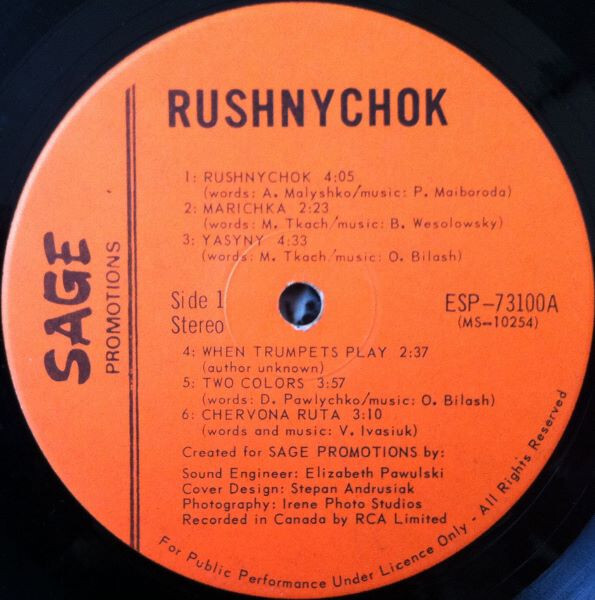 RUSHNYCHOK
1: RUSHNYCHOK 4:05
(words: A. Malyshko/music: P. Maiboroda)
2: MARICHKA 2:23
(words: M. Tkach/music: B. Wesolowsky)
3: YASYNY 4:33
(words: M. Tkach/music: O. Bilash)
SAGE
PROMOTIONS
Side 1
Stereo
ESP-73100A
(MS-10254)
4: WHEN TRUMPETS PLAY 2:37
(author unknown)
5: TWO COLORS 3:57
(words: D. Pawlychko/music: O. Bilash)
6: CHERVONA RUTA 3:10
(words and music: V. Ivasiuk)
Created for SAGE PROMOTIONS by:
Sound Engineer: Elizabeth Pawulski
Cover Design: Stepan Andrusiak
Photography: Irene Photo Studios
Recorded in Canada by RCA Limited
For Public Performance Under Licence Only - All Rights Reserved